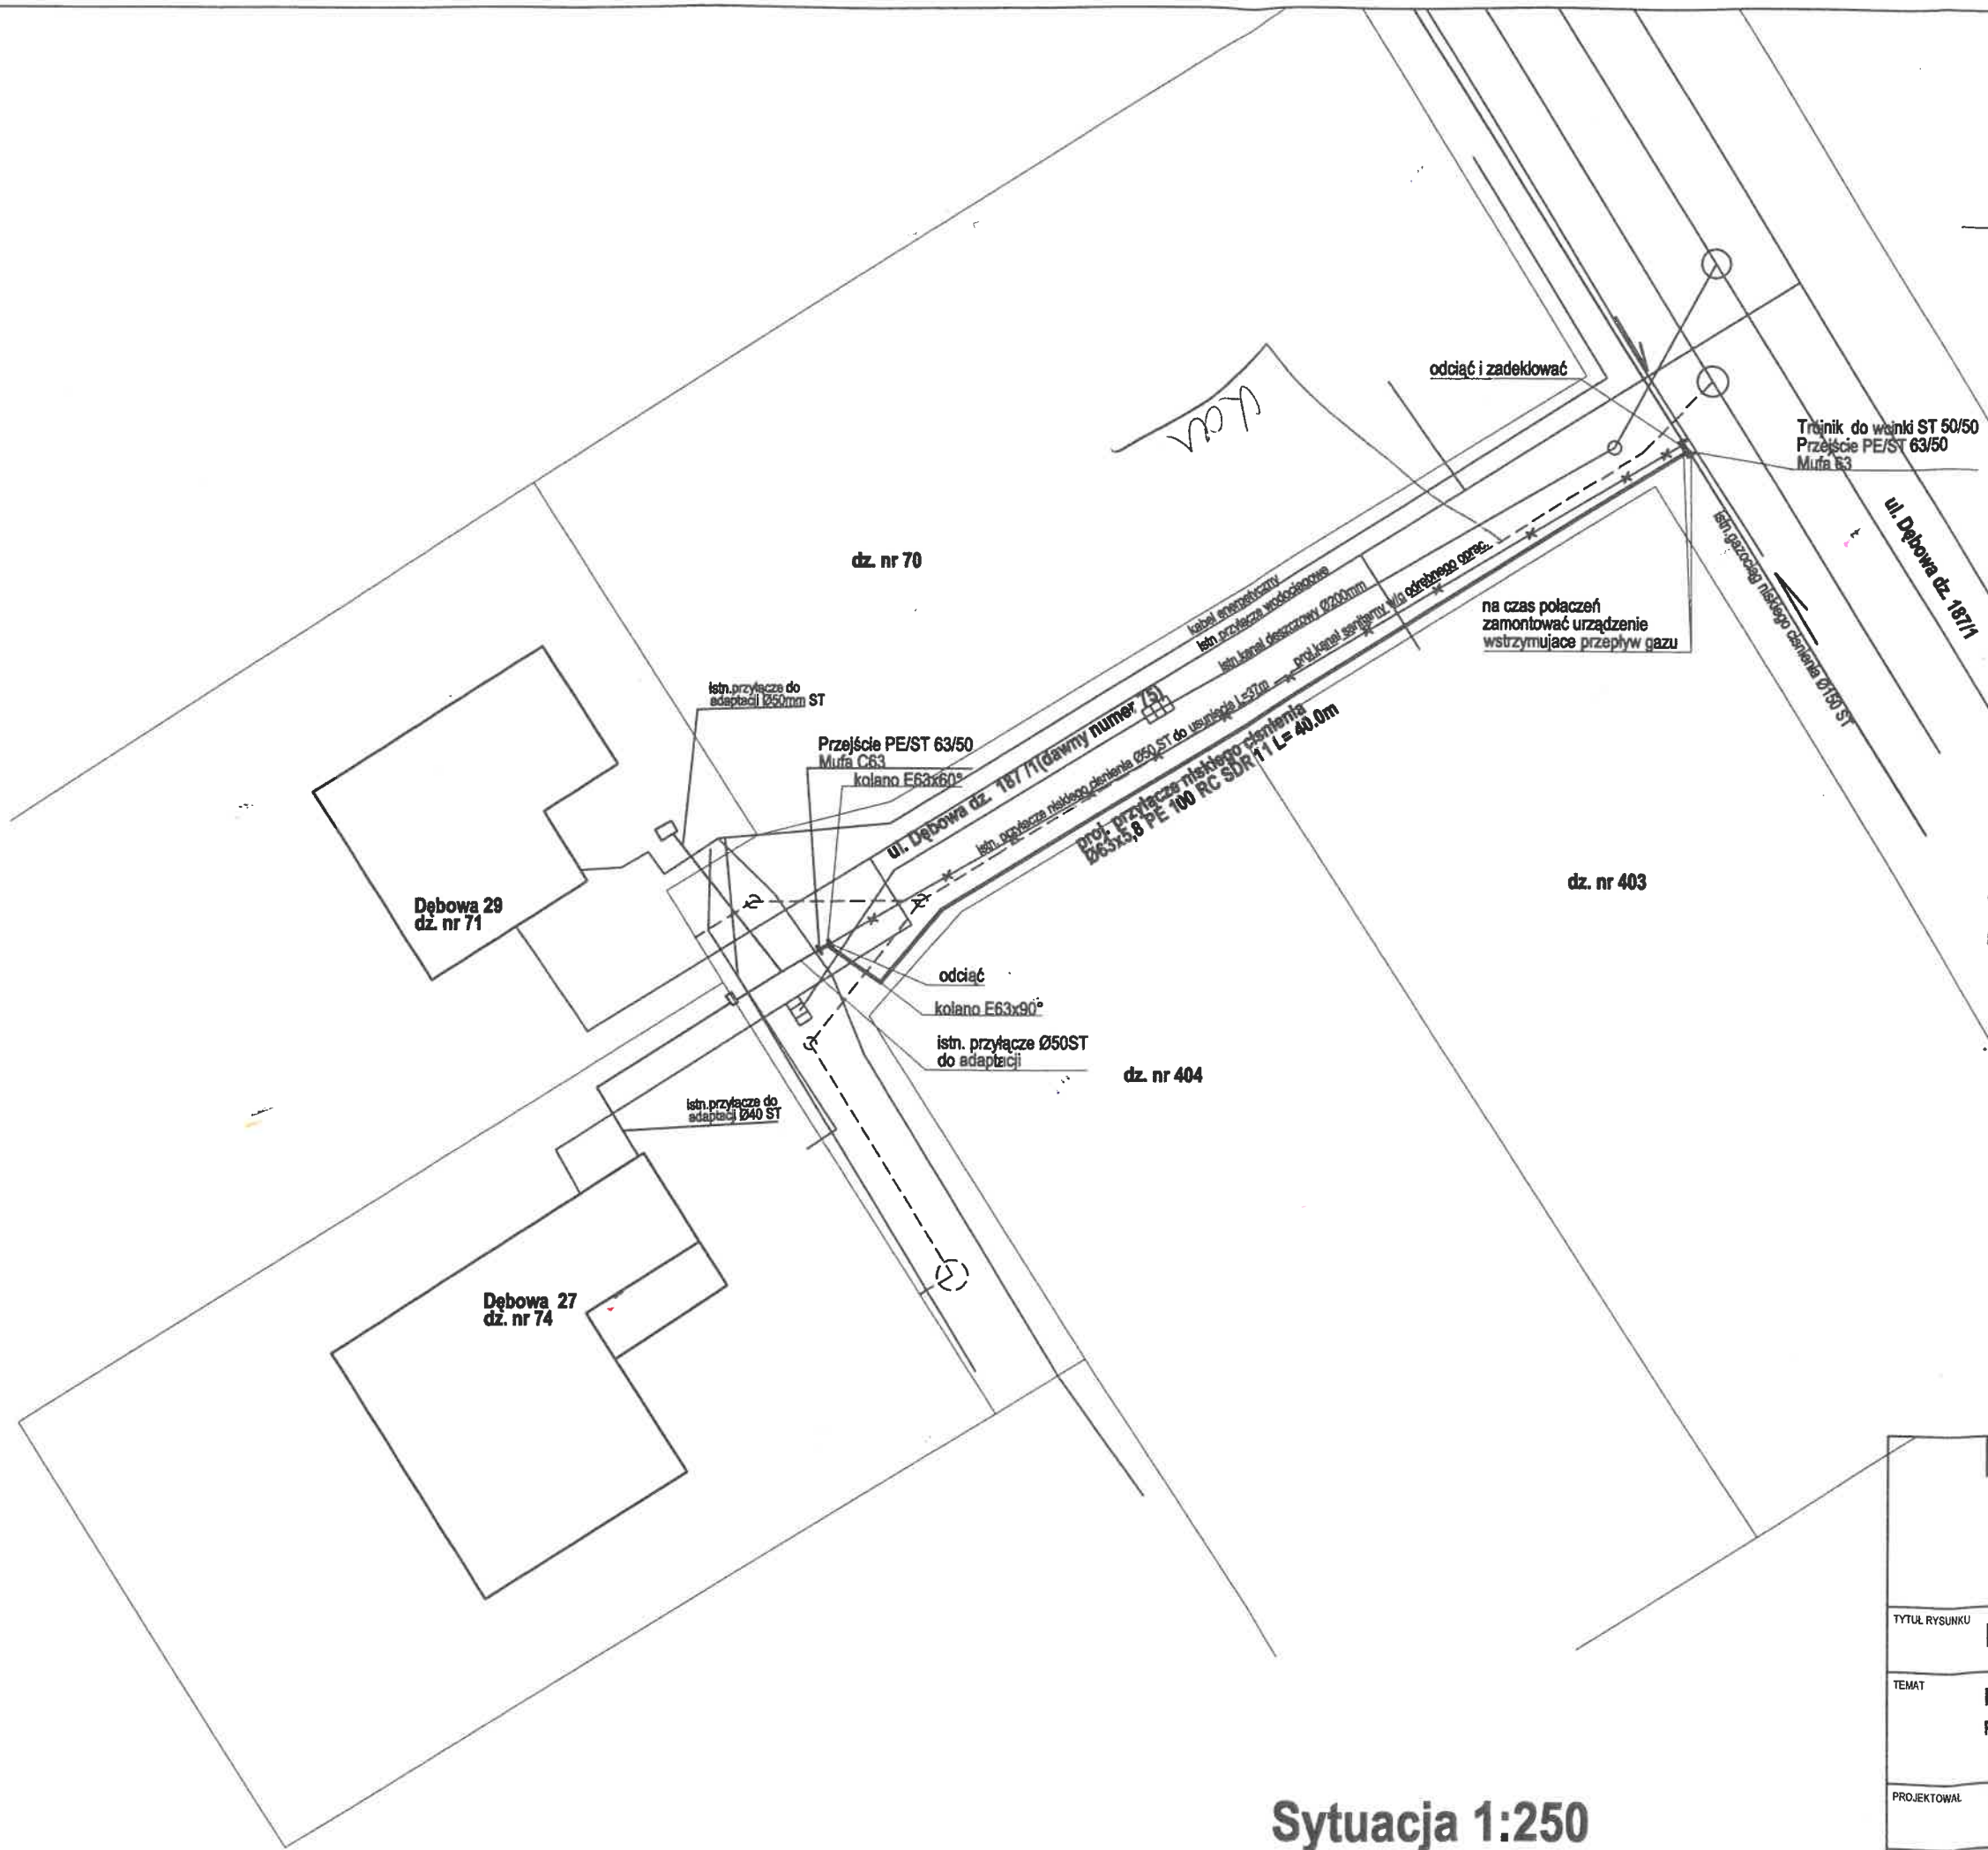 odciąć i zadeklować
Trójnik do wcinki ST 50/50
Przejście PE/ST 63/50
Mufa 63
ul. Dębowa dz. 187/1
istn.gazociąg niskiego ciśnienia Ø150 ST
dz. nr 70
kabel energetyczny
istn. przyłącze wodociągowe
istn.kanał deszczowy Ø200mm
proj.kanał sanitarny w/g odrębnego oprac.
na czas połaczeń
zamontować urządzenie
wstrzymujace przepływ gazu
istn.przyłącze do
adaptacji Ø50mm ST
Przejście PE/ST 63/50
Mufa C63
kolano E63x60°
ul. Dębowa dz. 187 /1(dawny numer 75)
istn. przyłącze niskiego ciśnienia Ø50 ST do usunięcia L=37m
proj. przyłącze niskiego ciśnienia
Ø63x5,8 PE 100 RC SDR 11 L= 40.0m
dz. nr 403
Dębowa 29
dz. nr 71
odciąć
kolano E63x90°
istn. przyłącze Ø50ST
do adaptacji
dz. nr 404
istn.przyłącze do
adaptacji Ø40 ST
Dębowa 27
dz. nr 74
TYTUŁ RYSUNKU
TEMAT
PROJEKTOWAŁ
Sytuacja 1:250